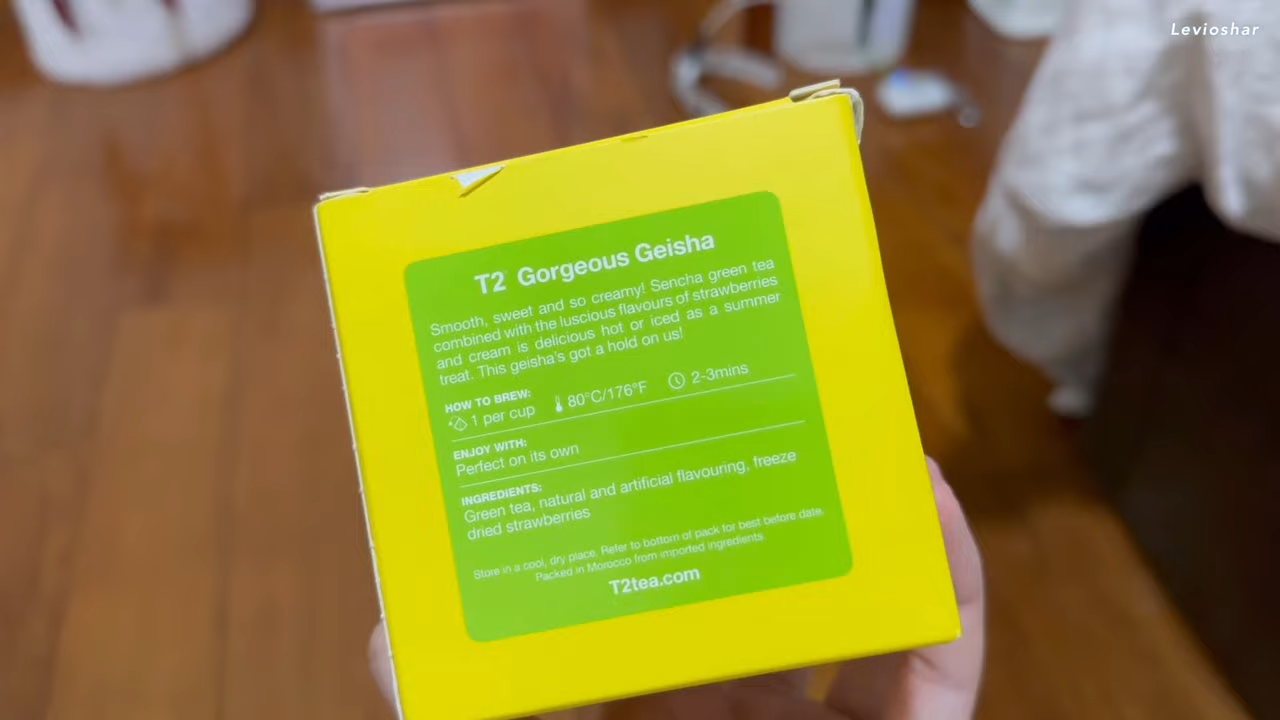 Levioshar
T2 Gorgeous Geisha
Smooth, sweet and so creamy! Sencha green tea
combined with the luscious flavours of strawberries
and cream is delicious hot or iced as a summer
treat. This geisha's got a hold on us!
HOW TO BREW:
1 per cup 80°C/176°F 2-3mins
ENJOY WITH:
Perfect on its own
INGREDIENTS:
Green tea, natural and artificial flavouring, freeze
dried strawberries
Store in a cool, dry place. Refer to bottom of pack for best before date.
Packed in Morocco from imported ingredients.
T2tea.com